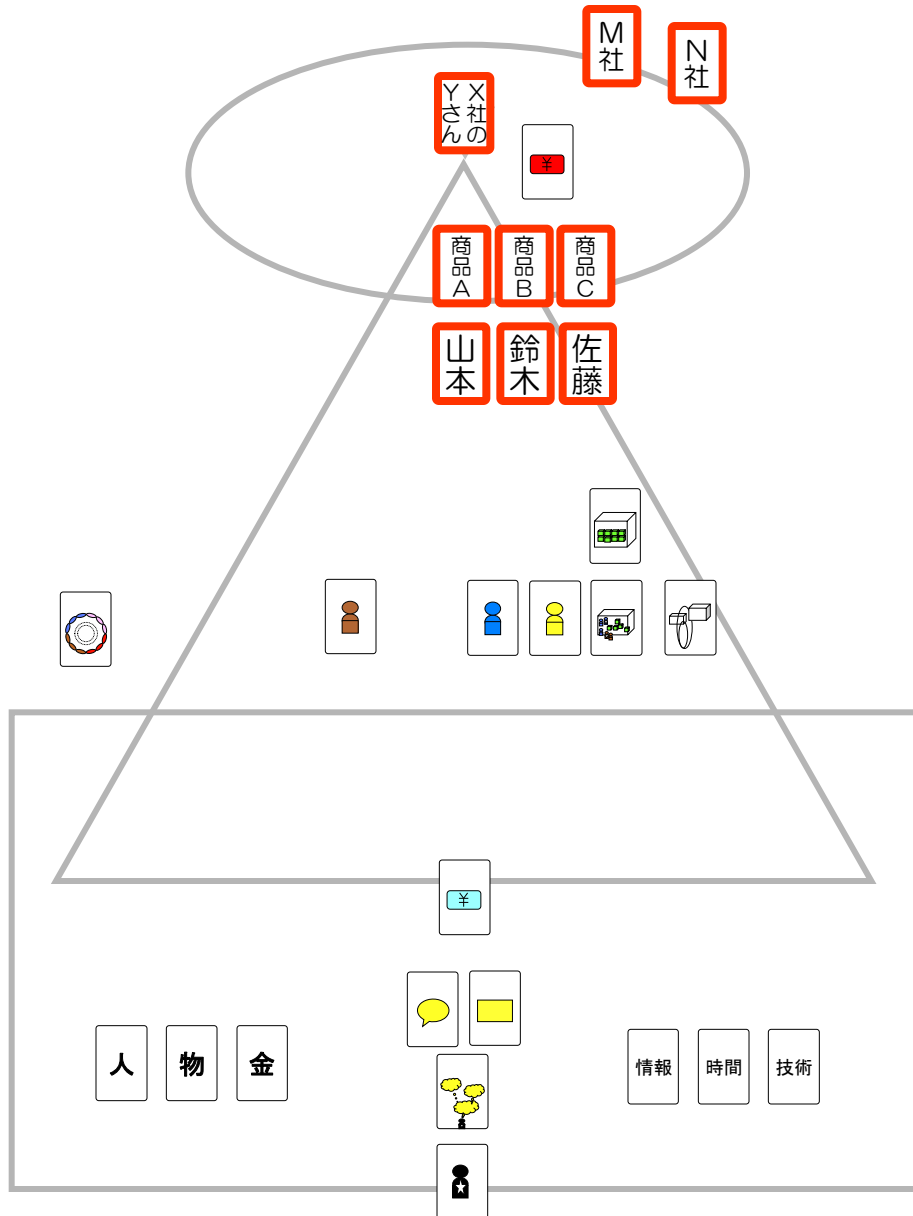 M社
N社
X社の
Yさん
¥
商品A
商品B
商品C
山本
鈴木
佐藤
¥
人
物
金
情報
時間
技術